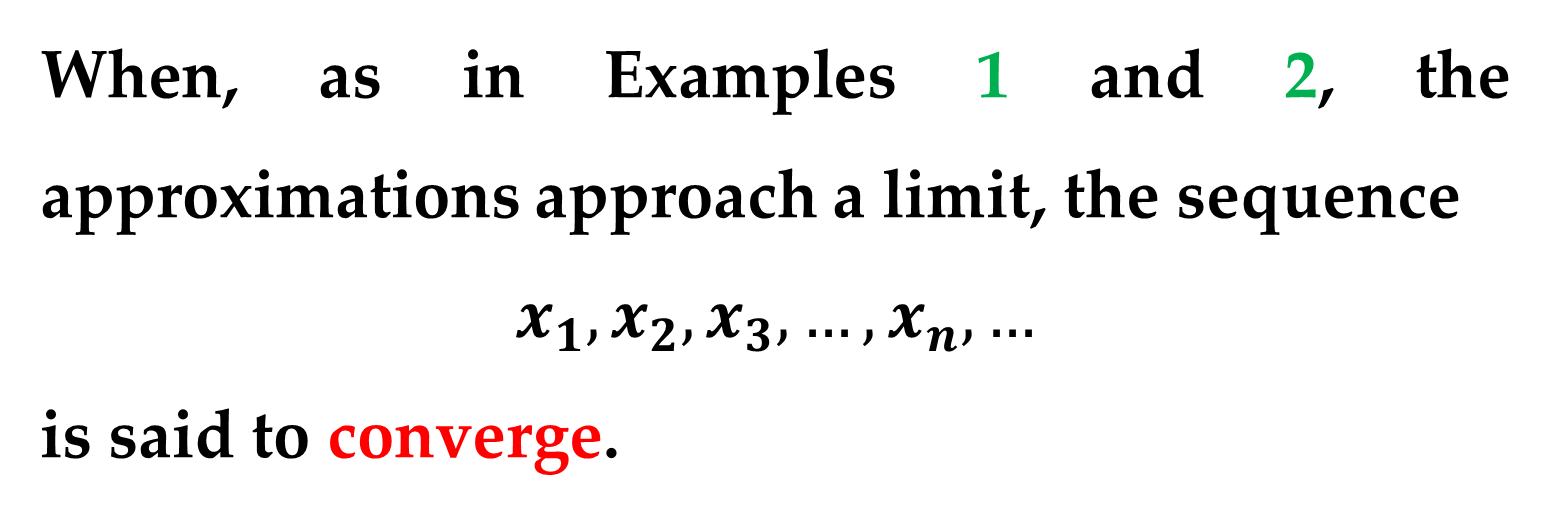 When, as in Examples 1 and 2, the
approximations approach a limit, the sequence
x₁, x₂, x₃, … , xₙ, …
is said to converge.